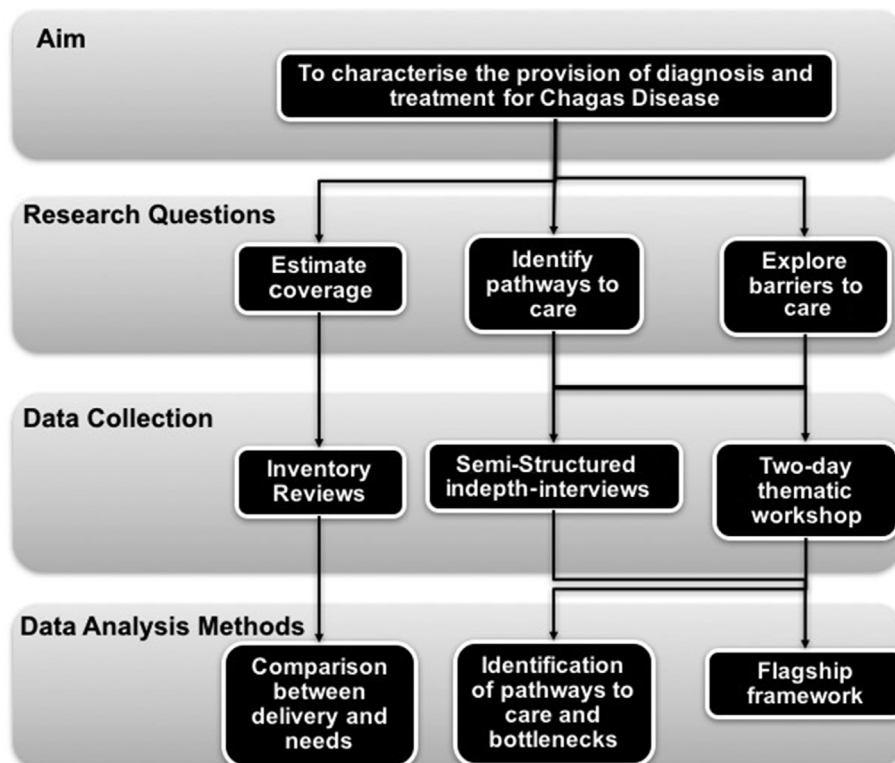 Aim
To characterise the provision of diagnosis and
treatment for Chagas Disease
Research Questions
Estimate
coverage
Identify
pathways to
care
Explore
barriers to
care
Data Collection
Inventory
Reviews
Semi-Structured
indepth-interviews
Two-day
thematic
workshop
Data Analysis Methods
Comparison
between
delivery and
needs
Identification
of pathways to
care and
bottlenecks
Flagship
framework